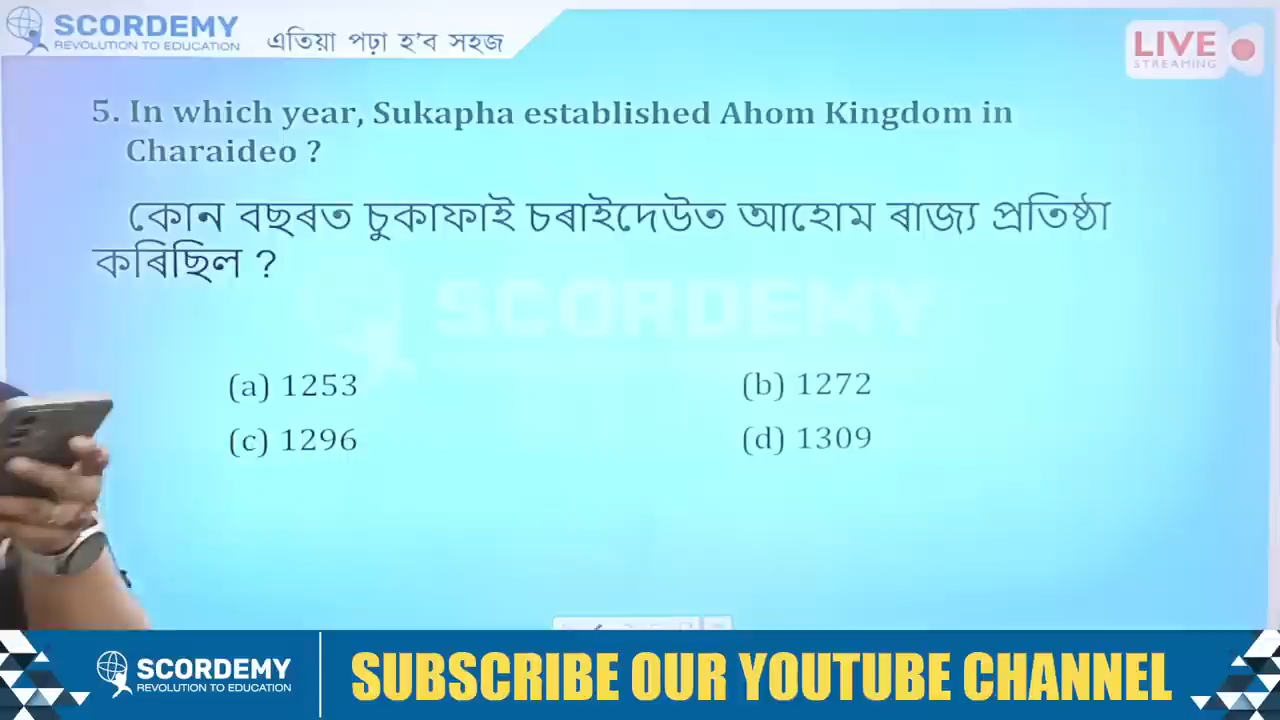 SCORDEMY
REVOLUTION TO EDUCATION
এতিয়া পঢ়া হ'ব সহজ
LIVE
STREAMING
5. In which year, Sukapha established Ahom Kingdom in
Charaideo ?
কোন বছৰত চুকাফাই চৰাইদেউত আহোম ৰাজ্য প্ৰতিষ্ঠা
কৰিছিল ?
SCORDEMY
(a) 1253
(b) 1272
(c) 1296
(d) 1309
SCORDEMY
REVOLUTION TO EDUCATION
SUBSCRIBE OUR YOUTUBE CHANNEL